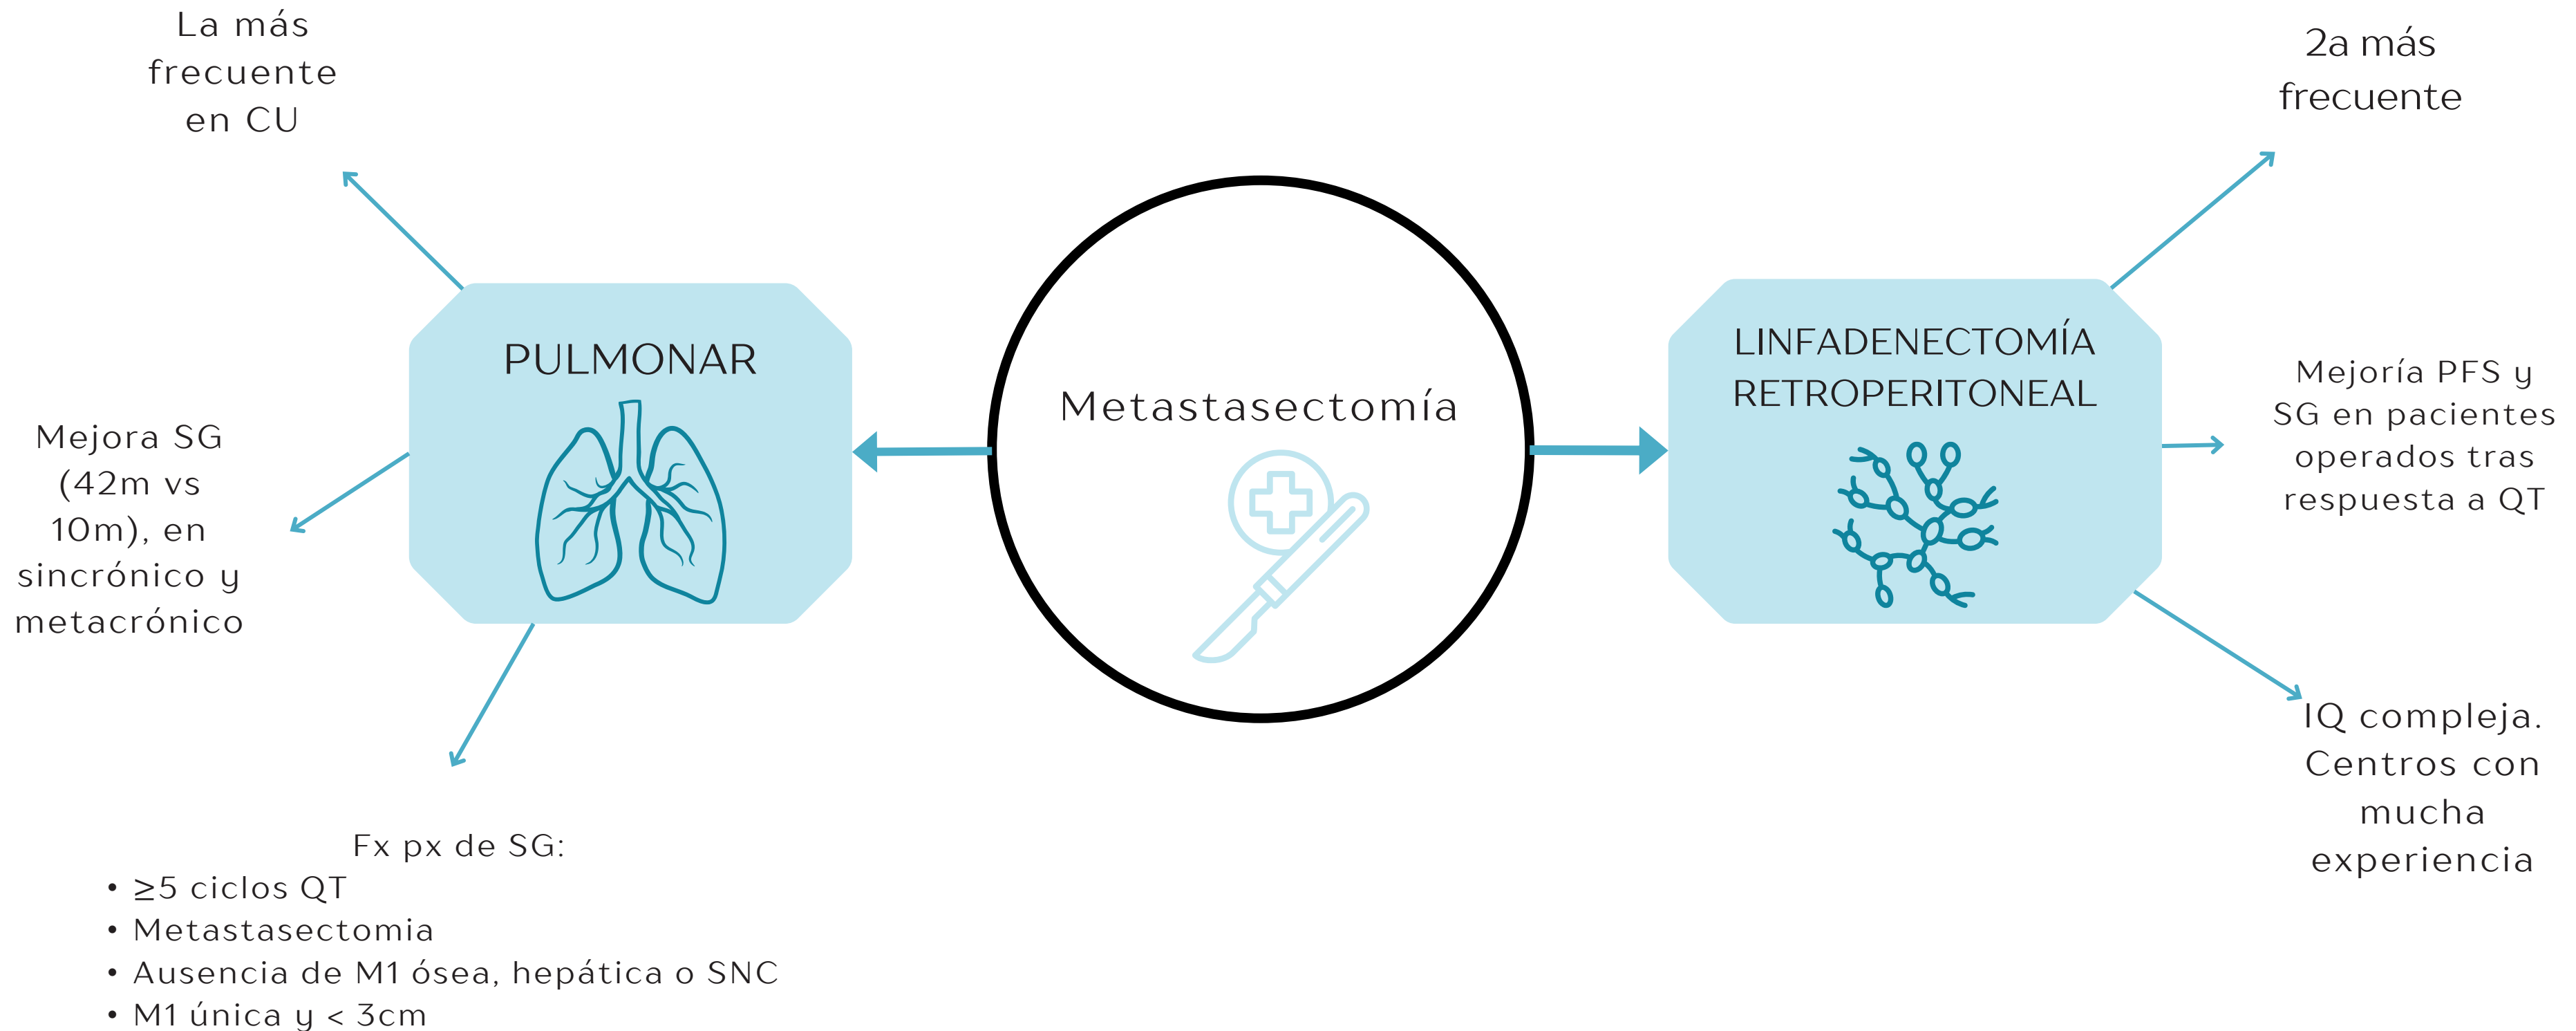 La más
frecuente
en CU
2a más
frecuente
PULMONAR
Metastasectomía
LINFADENECTOMÍA
RETROPERITONEAL
Mejora SG
(42m vs
10m), en
sincrónico y
metacrónico
Mejoría PFS y
SG en pacientes
operados tras
respuesta a QT
IQ compleja.
Centros con
mucha
experiencia
Fx px de SG:
• ≥5 ciclos QT
• Metastasectomia
• Ausencia de M1 ósea, hepática o SNC
• M1 única y < 3cm